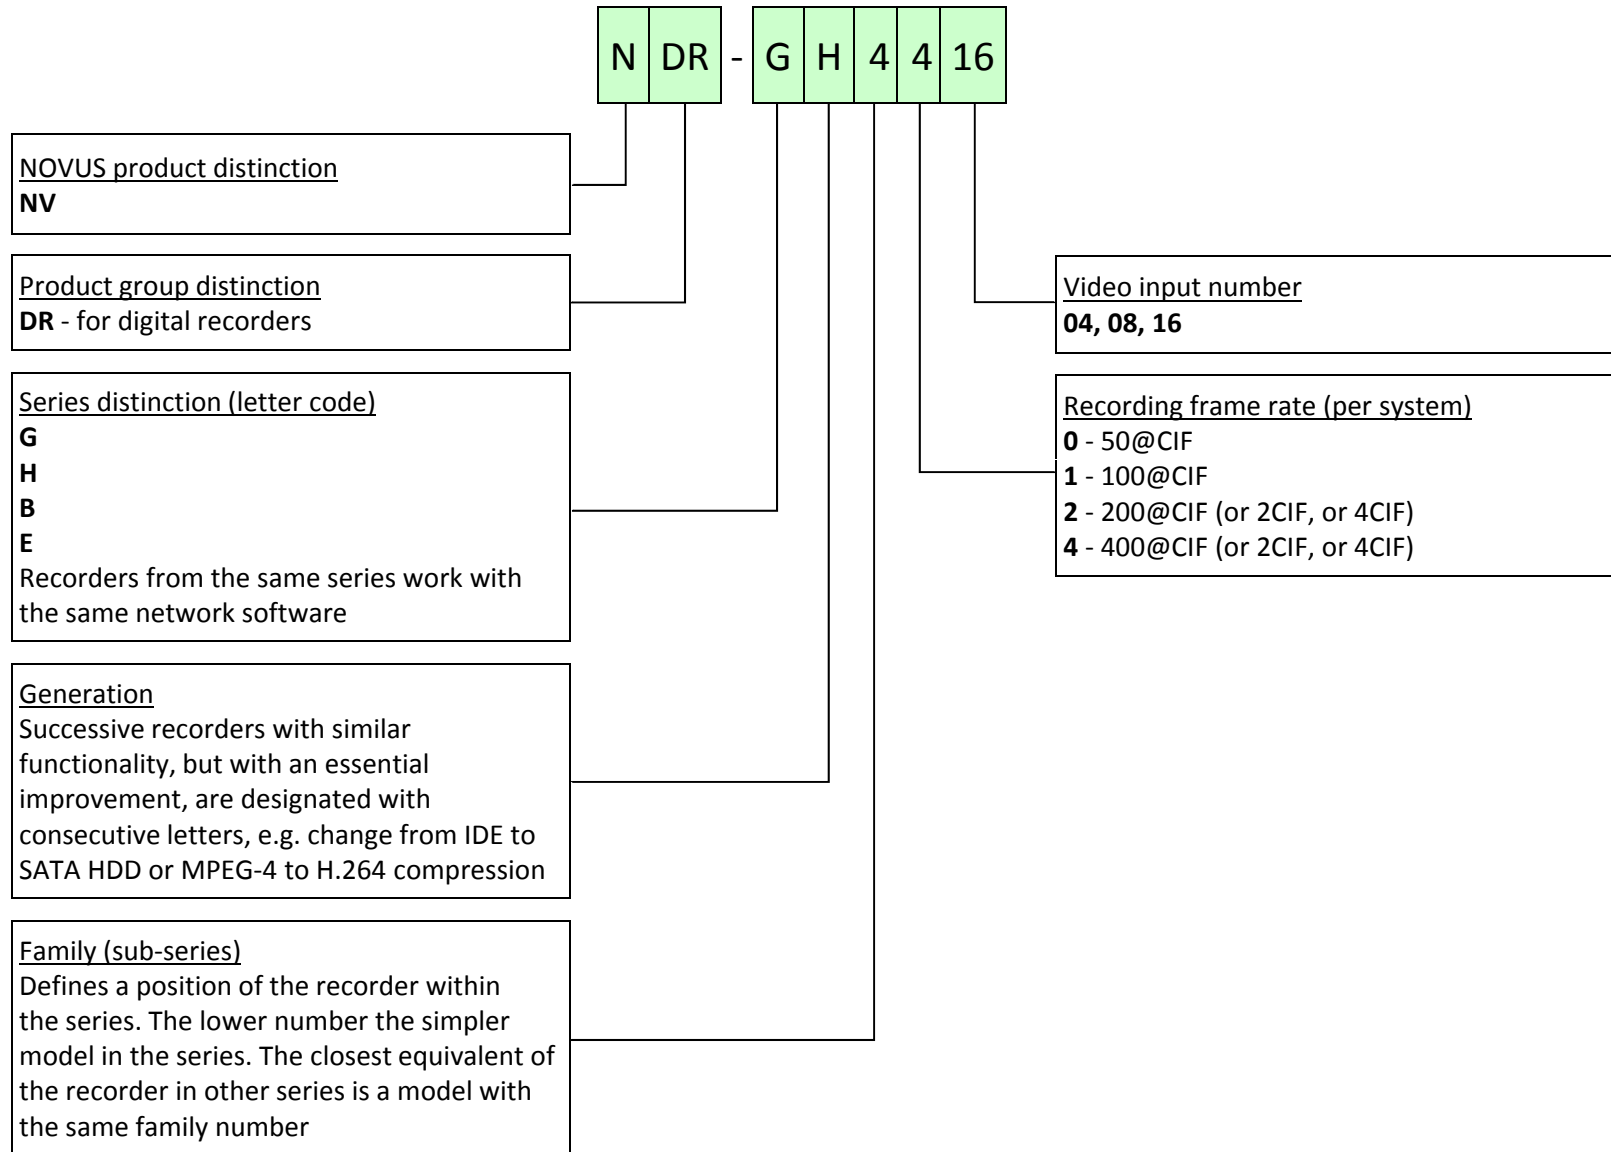 N DR - G H 4 4 16
NOVUS product distinction
NV
Product group distinction
DR - for digital recorders
Series distinction (letter code)
G
H
B
E
Recorders from the same series work with
the same network software
Generation
Successive recorders with similar
functionality, but with an essential
improvement, are designated with
consecutive letters, e.g. change from IDE to
SATA HDD or MPEG-4 to H.264 compression
Family (sub-series)
Defines a position of the recorder within
the series. The lower number the simpler
model in the series. The closest equivalent of
the recorder in other series is a model with
the same family number
Video input number
04, 08, 16
Recording frame rate (per system)
0 - 50@CIF
1 - 100@CIF
2 - 200@CIF (or 2CIF, or 4CIF)
4 - 400@CIF (or 2CIF, or 4CIF)